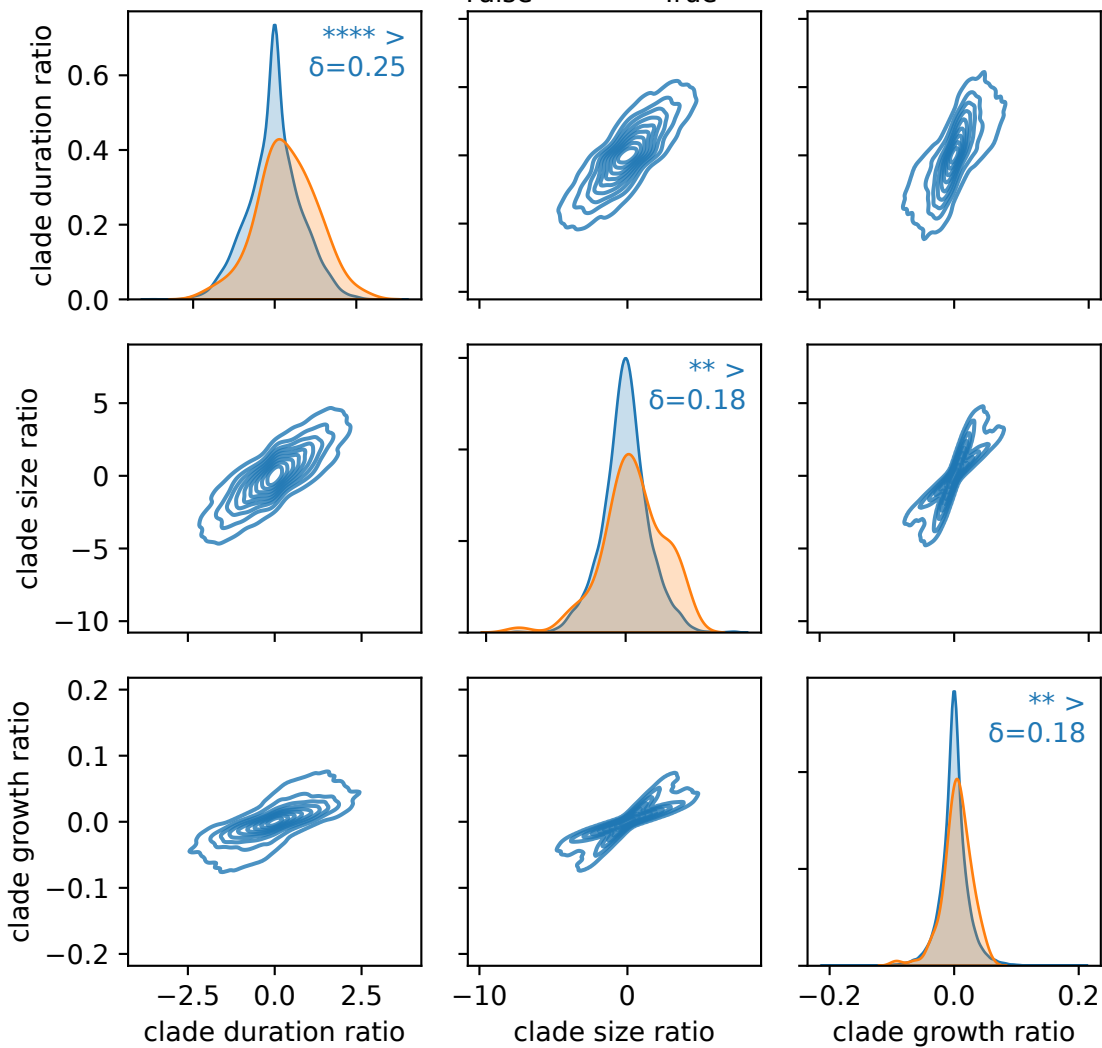 True
clade duration ratio
0.6
0.4
0.2
0.0
**** >
δ=0.25
clade size ratio
5
0
−5
−10
** >
δ=0.18
clade growth ratio
0.2
0.1
0.0
−0.1
−0.2
** >
δ=0.18
−2.5
0.0
2.5
−10
0
−0.2
0.0
0.2
clade duration ratio
clade size ratio
clade growth ratio